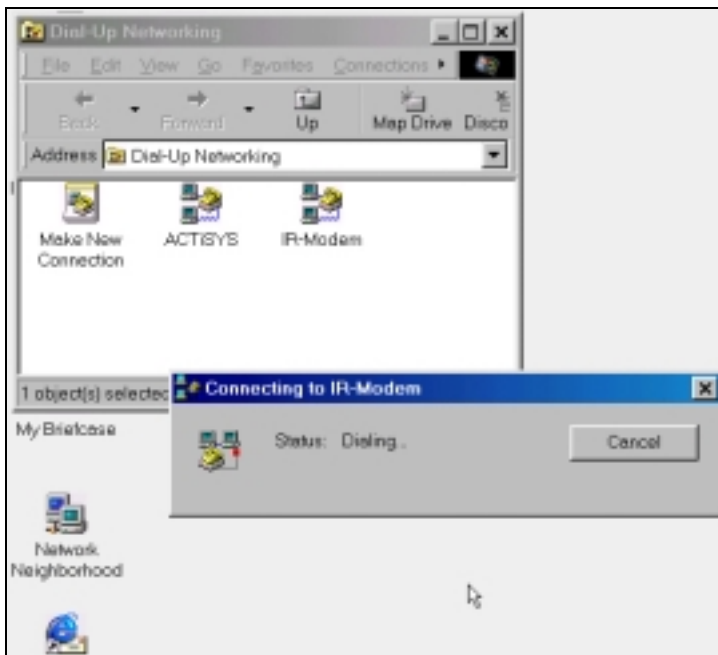 Dial-Up Networking
File Edit View Go Favorites Connections
Back Forward Up Map Drive Disco
Address Dial-Up Networking
Make New Connection
ACTiSYS
IR-Modem
1 object(s) selected
Connecting to IR-Modem
Status: Dialing..
Cancel
My Briefcase
Network Neighborhood